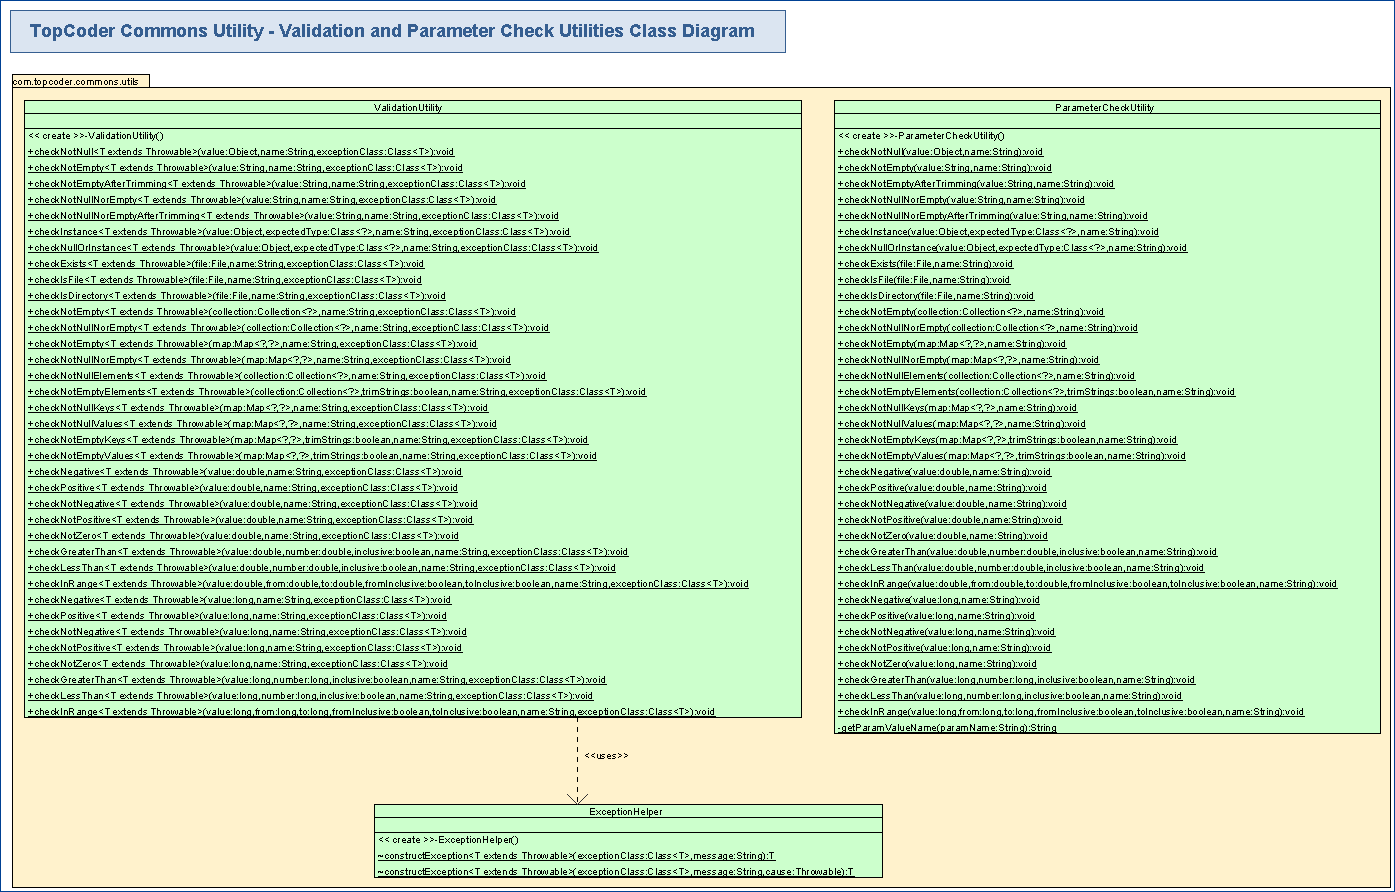 TopCoder Commons Utility - Validation and Parameter Check Utilities Class Diagram
com.topcoder.commons.utils
ValidationUtility
<< create >>-ValidationUtility()
+checkNotNull<T extends Throwable>(value:Object,name:String,exceptionClass:Class<T>):void
+checkNotEmpty<T extends Throwable>(value:String,name:String,exceptionClass:Class<T>):void
+checkNotEmptyAfterTrimming<T extends Throwable>(value:String,name:String,exceptionClass:Class<T>):void
+checkNotNullNorEmpty<T extends Throwable>(value:String,name:String,exceptionClass:Class<T>):void
+checkNotNullNorEmptyAfterTrimming<T extends Throwable>(value:String,name:String,exceptionClass:Class<T>):void
+checkInstance<T extends Throwable>(value:Object,expectedType:Class<?>,name:String,exceptionClass:Class<T>):void
+checkNullOrInstance<T extends Throwable>(value:Object,expectedType:Class<?>,name:String,exceptionClass:Class<T>):void
+checkExists<T extends Throwable>(file:File,name:String,exceptionClass:Class<T>):void
+checkIsFile<T extends Throwable>(file:File,name:String,exceptionClass:Class<T>):void
+checkIsDirectory<T extends Throwable>(file:File,name:String,exceptionClass:Class<T>):void
+checkNotEmpty<T extends Throwable>(collection:Collection<?>,name:String,exceptionClass:Class<T>):void
+checkNotNullNorEmpty<T extends Throwable>(collection:Collection<?>,name:String,exceptionClass:Class<T>):void
+checkNotEmpty<T extends Throwable>(map:Map<?,?>,name:String,exceptionClass:Class<T>):void
+checkNotNullNorEmpty<T extends Throwable>(map:Map<?,?>,name:String,exceptionClass:Class<T>):void
+checkNotNullElements<T extends Throwable>(collection:Collection<?>,name:String,exceptionClass:Class<T>):void
+checkNotEmptyElements<T extends Throwable>(collection:Collection<?>,trimStrings:boolean,name:String,exceptionClass:Class<T>):void
+checkNotNullKeys<T extends Throwable>(map:Map<?,?>,name:String,exceptionClass:Class<T>):void
+checkNotNullValues<T extends Throwable>(map:Map<?,?>,name:String,exceptionClass:Class<T>):void
+checkNotEmptyKeys<T extends Throwable>(map:Map<?,?>,trimStrings:boolean,name:String,exceptionClass:Class<T>):void
+checkNotEmptyValues<T extends Throwable>(map:Map<?,?>,trimStrings:boolean,name:String,exceptionClass:Class<T>):void
+checkNegative<T extends Throwable>(value:double,name:String,exceptionClass:Class<T>):void
+checkPositive<T extends Throwable>(value:double,name:String,exceptionClass:Class<T>):void
+checkNotNegative<T extends Throwable>(value:double,name:String,exceptionClass:Class<T>):void
+checkNotPositive<T extends Throwable>(value:double,name:String,exceptionClass:Class<T>):void
+checkNotZero<T extends Throwable>(value:double,name:String,exceptionClass:Class<T>):void
+checkGreaterThan<T extends Throwable>(value:double,number:double,inclusive:boolean,name:String,exceptionClass:Class<T>):void
+checkLessThan<T extends Throwable>(value:double,number:double,inclusive:boolean,name:String,exceptionClass:Class<T>):void
+checkInRange<T extends Throwable>(value:double,from:double,to:double,fromInclusive:boolean,toInclusive:boolean,name:String,exceptionClass:Class<T>):void
+checkNegative<T extends Throwable>(value:long,name:String,exceptionClass:Class<T>):void
+checkPositive<T extends Throwable>(value:long,name:String,exceptionClass:Class<T>):void
+checkNotNegative<T extends Throwable>(value:long,name:String,exceptionClass:Class<T>):void
+checkNotPositive<T extends Throwable>(value:long,name:String,exceptionClass:Class<T>):void
+checkNotZero<T extends Throwable>(value:long,name:String,exceptionClass:Class<T>):void
+checkGreaterThan<T extends Throwable>(value:long,number:long,inclusive:boolean,name:String,exceptionClass:Class<T>):void
+checkLessThan<T extends Throwable>(value:long,number:long,inclusive:boolean,name:String,exceptionClass:Class<T>):void
+checkInRange<T extends Throwable>(value:long,from:long,to:long,fromInclusive:boolean,toInclusive:boolean,name:String,exceptionClass:Class<T>):void
ParameterCheckUtility
<< create >>-ParameterCheckUtility()
+checkNotNull(value:Object,name:String):void
+checkNotEmpty(value:String,name:String):void
+checkNotEmptyAfterTrimming(value:String,name:String):void
+checkNotNullNorEmpty(value:String,name:String):void
+checkNotNullNorEmptyAfterTrimming(value:String,name:String):void
+checkInstance(value:Object,expectedType:Class<?>,name:String):void
+checkNullOrInstance(value:Object,expectedType:Class<?>,name:String):void
+checkExists(file:File,name:String):void
+checkIsFile(file:File,name:String):void
+checkIsDirectory(file:File,name:String):void
+checkNotEmpty(collection:Collection<?>,name:String):void
+checkNotNullNorEmpty(collection:Collection<?>,name:String):void
+checkNotEmpty(map:Map<?,?>,name:String):void
+checkNotNullNorEmpty(map:Map<?,?>,name:String):void
+checkNotNullElements(collection:Collection<?>,name:String):void
+checkNotEmptyElements(collection:Collection<?>,trimStrings:boolean,name:String):void
+checkNotNullKeys(map:Map<?,?>,name:String):void
+checkNotNullValues(map:Map<?,?>,name:String):void
+checkNotEmptyKeys(map:Map<?,?>,trimStrings:boolean,name:String):void
+checkNotEmptyValues(map:Map<?,?>,trimStrings:boolean,name:String):void
+checkNegative(value:double,name:String):void
+checkPositive(value:double,name:String):void
+checkNotNegative(value:double,name:String):void
+checkNotPositive(value:double,name:String):void
+checkNotZero(value:double,name:String):void
+checkGreaterThan(value:double,number:double,inclusive:boolean,name:String):void
+checkLessThan(value:double,number:double,inclusive:boolean,name:String):void
+checkInRange(value:double,from:double,to:double,fromInclusive:boolean,toInclusive:boolean,name:String):void
+checkNegative(value:long,name:String):void
+checkPositive(value:long,name:String):void
+checkNotNegative(value:long,name:String):void
+checkNotPositive(value:long,name:String):void
+checkNotZero(value:long,name:String):void
+checkGreaterThan(value:long,number:long,inclusive:boolean,name:String):void
+checkLessThan(value:long,number:long,inclusive:boolean,name:String):void
+checkInRange(value:long,from:long,to:long,fromInclusive:boolean,toInclusive:boolean,name:String):void
-getParamValueName(paramName:String):String
<<uses>>
ExceptionHelper
<< create >>-ExceptionHelper()
~constructException<T extends Throwable>(exceptionClass:Class<T>,message:String):T
~constructException<T extends Throwable>(exceptionClass:Class<T>,message:String,cause:Throwable):T